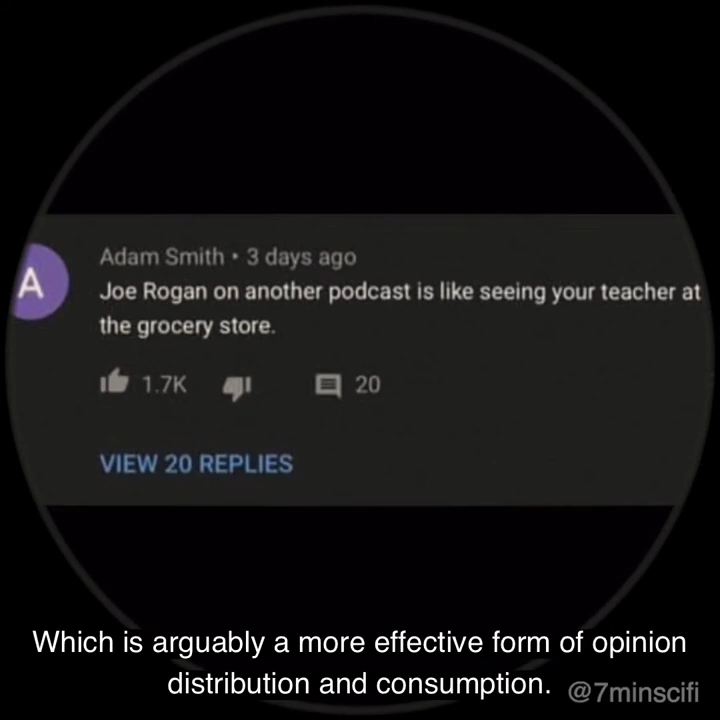 A
Adam Smith • 3 days ago
Joe Rogan on another podcast is like seeing your teacher at
the grocery store.
1.7K 20
VIEW 20 REPLIES
Which is arguably a more effective form of opinion
distribution and consumption.
@7minscifi